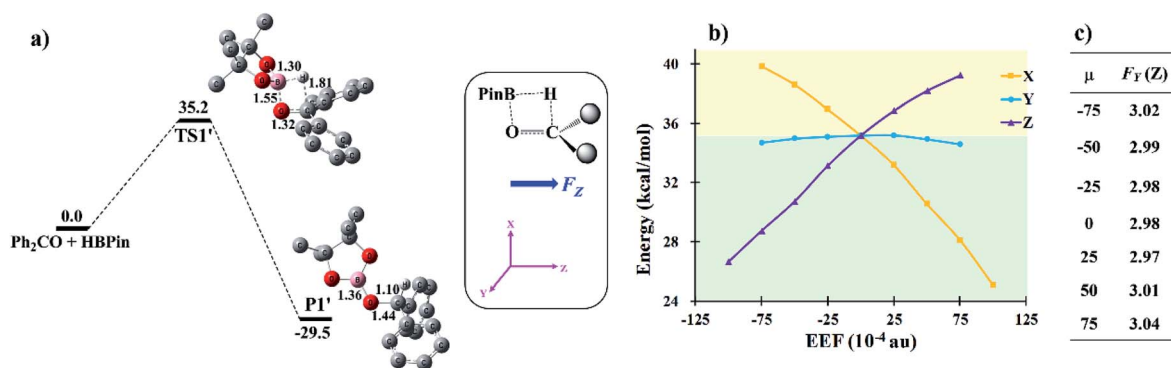 a)
35.2
TS1'
1.30
1.81
1.55
1.32
0.0
Ph₂CO + HBPin
P1'
-29.5
1.36
1.10
1.44
PinB H
O C
F_Z
X
Z
Y
b)
Energy (kcal/mol)
40
36
32
28
24
-125 -75 -25 25 75 125
EEF (10⁻⁴ au)
X
Y
Z
c)
μ F_Y (Z)
-75 3.02
-50 2.99
-25 2.98
0 2.98
25 2.97
50 3.01
75 3.04